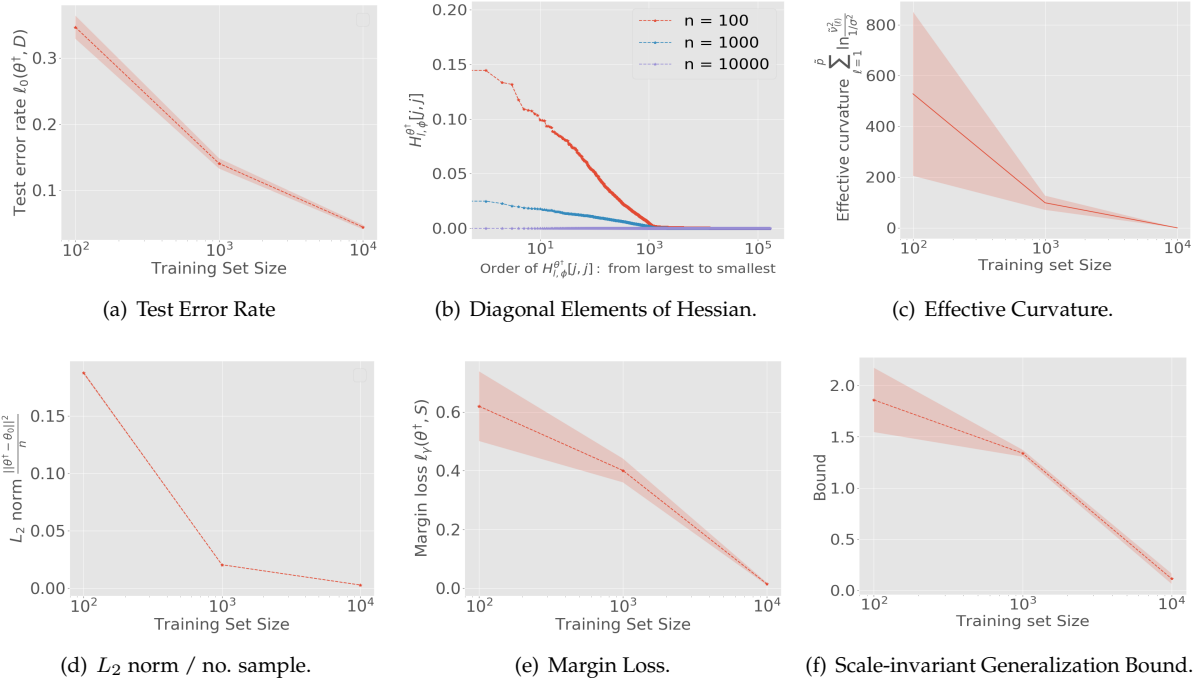 Test error rate ℓ₀(θ†, D)
0.3
0.2
0.1
10² 10³ 10⁴
Training Set Size
(a) Test Error Rate
H^{θ†}_{l,ϕ}[j,j]
0.20
0.15
0.10
0.05
0.00
n = 100
n = 1000
n = 10000
10¹ 10³ 10⁵
Order of H^{θ†}_{l,ϕ}[j,j]: from largest to smallest
(b) Diagonal Elements of Hessian.
Effective curvature
800
600
400
200
0
10² 10³ 10⁴
Training set size
(c) Effective Curvature.
L₂ norm ||θ† − θ₀||² / n
0.15
0.10
0.05
0.00
10² 10³ 10⁴
Training Set Size
(d) L₂ norm / no. sample.
Margin loss ℓγ(θ†, S)
0.6
0.4
0.2
0.0
10² 10³ 10⁴
Training Set Size
(e) Margin Loss.
Bound
2.0
1.5
1.0
0.5
0.0
10² 10³ 10⁴
Training set Size
(f) Scale-invariant Generalization Bound.